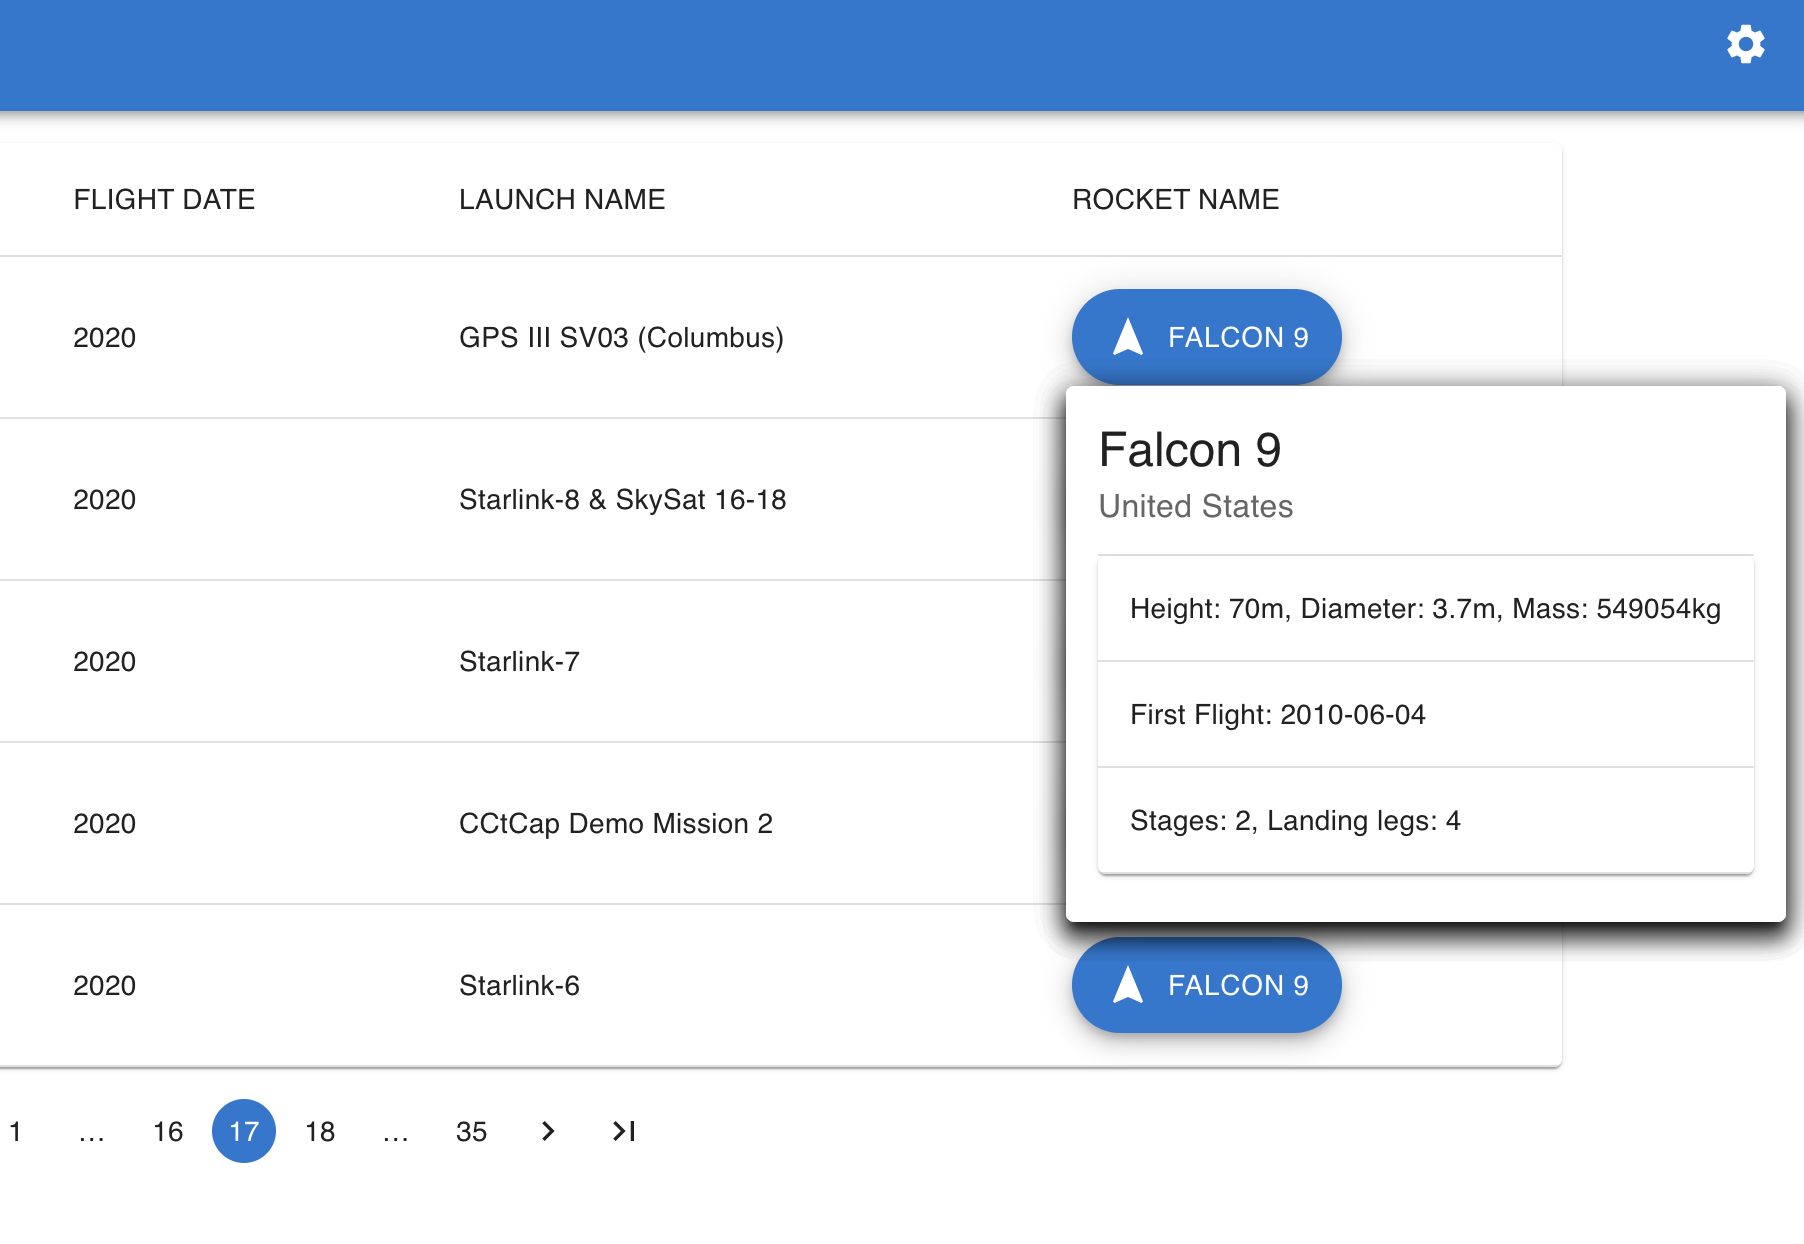 FLIGHT DATE LAUNCH NAME ROCKET NAME
2020 GPS III SV03 (Columbus) FALCON 9
Falcon 9
United States
Height: 70m, Diameter: 3.7m, Mass: 549054kg
First Flight: 2010-06-04
Stages: 2, Landing legs: 4
2020 Starlink-8 & SkySat 16-18
2020 Starlink-7
2020 CCtCap Demo Mission 2
2020 Starlink-6 FALCON 9
1 ... 16 17 18 ... 35